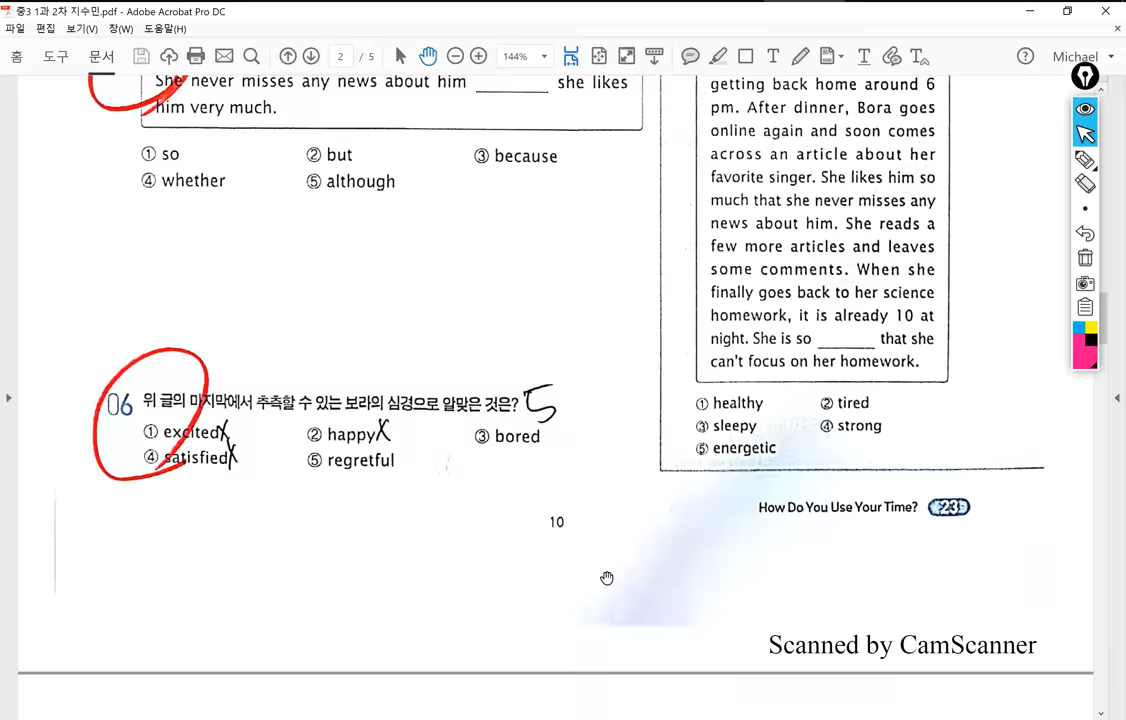 중3 1과 2차 지수민.pdf - Adobe Acrobat Pro DC
파일 편집 보기(V) 창(W) 도움말(H)
홈 도구 문서 2 / 5 144% Michael
She never misses any news about him ________ she likes
him very much.
① so ② but ③ because
④ whether ⑤ although
06 위 글의 마지막에서 추측할 수 있는 보라의 심경으로 알맞은 것은? 5
① excited X ② happy X ③ bored
④ satisfied X ⑤ regretful
10
getting back home around 6
pm. After dinner, Bora goes
online again and soon comes
across an article about her
favorite singer. She likes him so
much that she never misses any
news about him. She reads a
few more articles and leaves
some comments. When she
finally goes back to her science
homework, it is already 10 at
night. She is so ________ that she
can't focus on her homework.
① healthy ② tired
③ sleepy ④ strong
⑤ energetic
How Do You Use Your Time? 23
Scanned by CamScanner